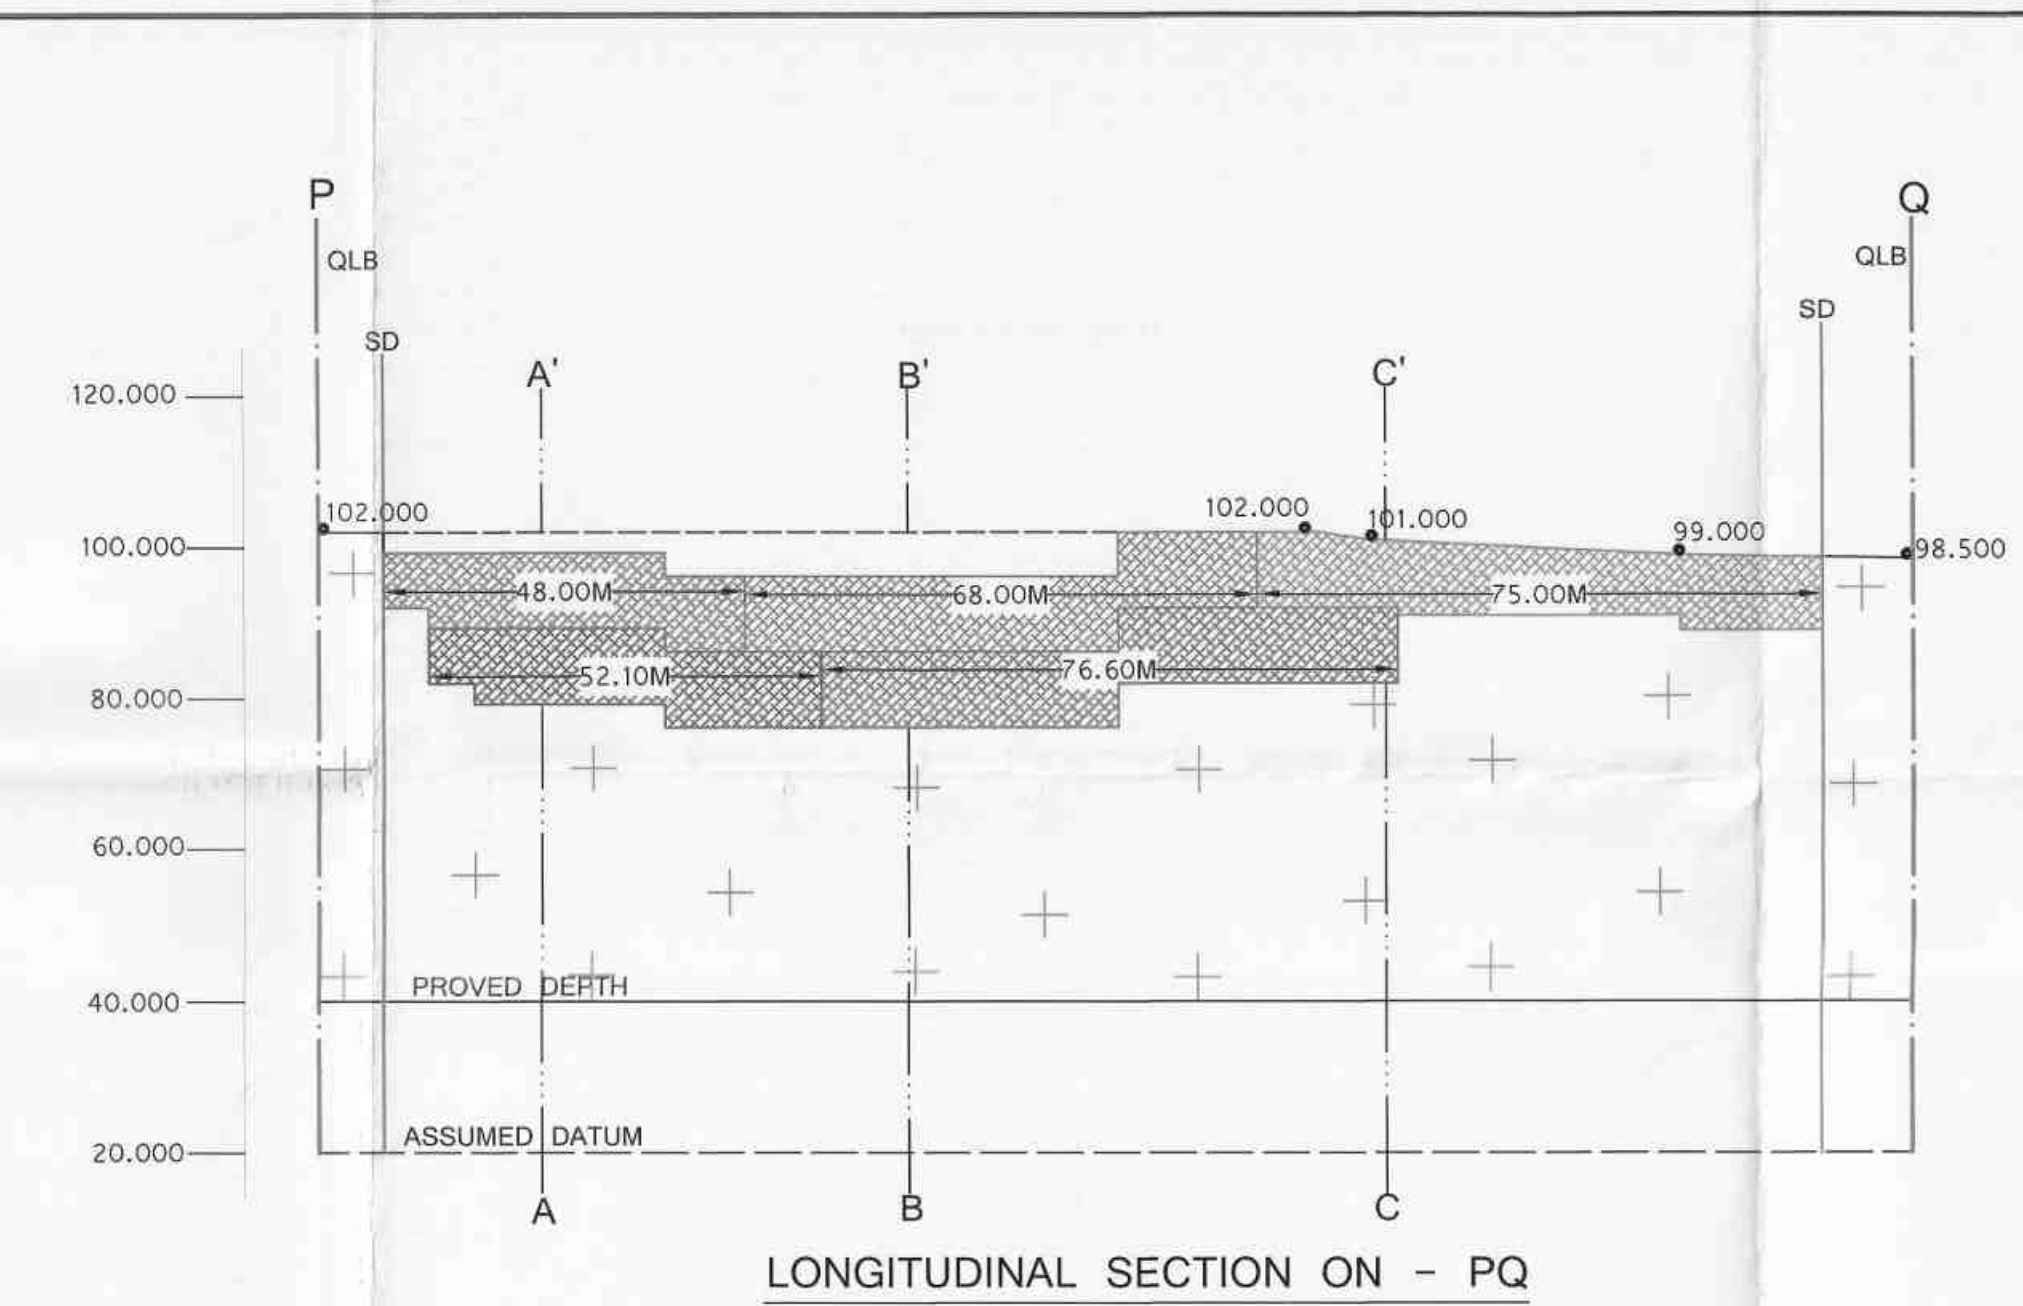 P
Q
QLB
QLB
SD
SD
A'
B'
C'
120.000
102.000
102.000
101.000
99.000
100.000
98.500
48.00M
68.00M
75.00M
52.10M
76.60M
80.000
60.000
PROVED DEPTH
40.000
ASSUMED DATUM
20.000
A
B
C
LONGITUDINAL SECTION ON - PQ